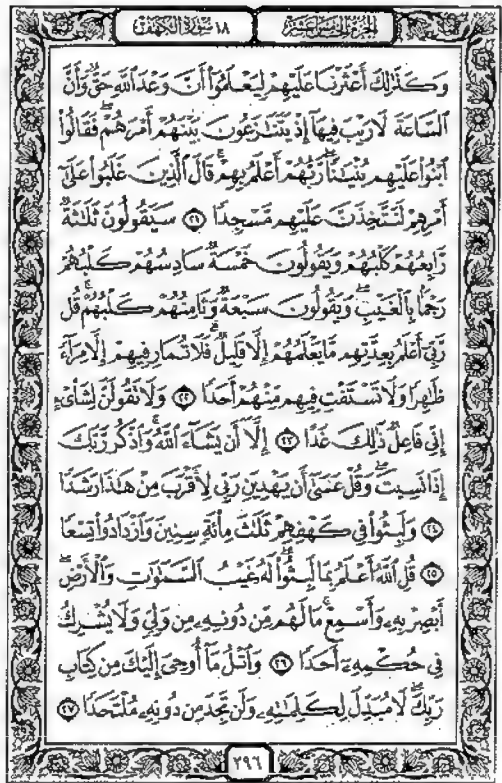 الجزء الخامس عشر
١٨ سورة الكهف
وَكَذَٰلِكَ أَعْثَرْنَا عَلَيْهِمْ لِيَعْلَمُوٓا۟ أَنَّ وَعْدَ ٱللَّهِ حَقٌّ وَأَنَّ
ٱلسَّاعَةَ لَا رَيْبَ فِيهَآ إِذْ يَتَنَٰزَعُونَ بَيْنَهُمْ أَمْرَهُمْ ۖ فَقَالُوا۟
ٱبْنُوا۟ عَلَيْهِم بُنْيَٰنًا ۖ رَّبُّهُمْ أَعْلَمُ بِهِمْ ۚ قَالَ ٱلَّذِينَ غَلَبُوا۟ عَلَىٰٓ
أَمْرِهِمْ لَنَتَّخِذَنَّ عَلَيْهِم مَّسْجِدًا ۝٢١ سَيَقُولُونَ ثَلَٰثَةٌ
رَّابِعُهُمْ كَلْبُهُمْ وَيَقُولُونَ خَمْسَةٌ سَادِسُهُمْ كَلْبُهُمْ
رَجْمًۢا بِٱلْغَيْبِ ۖ وَيَقُولُونَ سَبْعَةٌ وَثَامِنُهُمْ كَلْبُهُمْ ۚ قُل
رَّبِّىٓ أَعْلَمُ بِعِدَّتِهِم مَّا يَعْلَمُهُمْ إِلَّا قَلِيلٌ ۗ فَلَا تُمَارِ فِيهِمْ إِلَّا مِرَآءً
ظَٰهِرًا وَلَا تَسْتَفْتِ فِيهِم مِّنْهُمْ أَحَدًا ۝٢٢ وَلَا تَقُولَنَّ لِشَا۟ىْءٍ
إِنِّى فَاعِلٌ ذَٰلِكَ غَدًا ۝٢٣ إِلَّآ أَن يَشَآءَ ٱللَّهُ ۚ وَٱذْكُر رَّبَّكَ
إِذَا نَسِيتَ وَقُلْ عَسَىٰٓ أَن يَهْدِيَنِ رَبِّى لِأَقْرَبَ مِنْ هَٰذَا رَشَدًا
۝٢٤ وَلَبِثُوا۟ فِى كَهْفِهِمْ ثَلَٰثَ مِا۟ئَةٍ سِنِينَ وَٱزْدَادُوا۟ تِسْعًا
۝٢٥ قُلِ ٱللَّهُ أَعْلَمُ بِمَا لَبِثُوا۟ ۖ لَهُۥ غَيْبُ ٱلسَّمَٰوَٰتِ وَٱلْأَرْضِ ۖ
أَبْصِرْ بِهِۦ وَأَسْمِعْ ۚ مَا لَهُم مِّن دُونِهِۦ مِن وَلِىٍّ وَلَا يُشْرِكُ
فِى حُكْمِهِۦٓ أَحَدًا ۝٢٦ وَٱتْلُ مَآ أُوحِىَ إِلَيْكَ مِن كِتَابِ
رَبِّكَ ۖ لَا مُبَدِّلَ لِكَلِمَٰتِهِۦ وَلَن تَجِدَ مِن دُونِهِۦ مُلْتَحَدًا ۝٢٧
٢٩٦